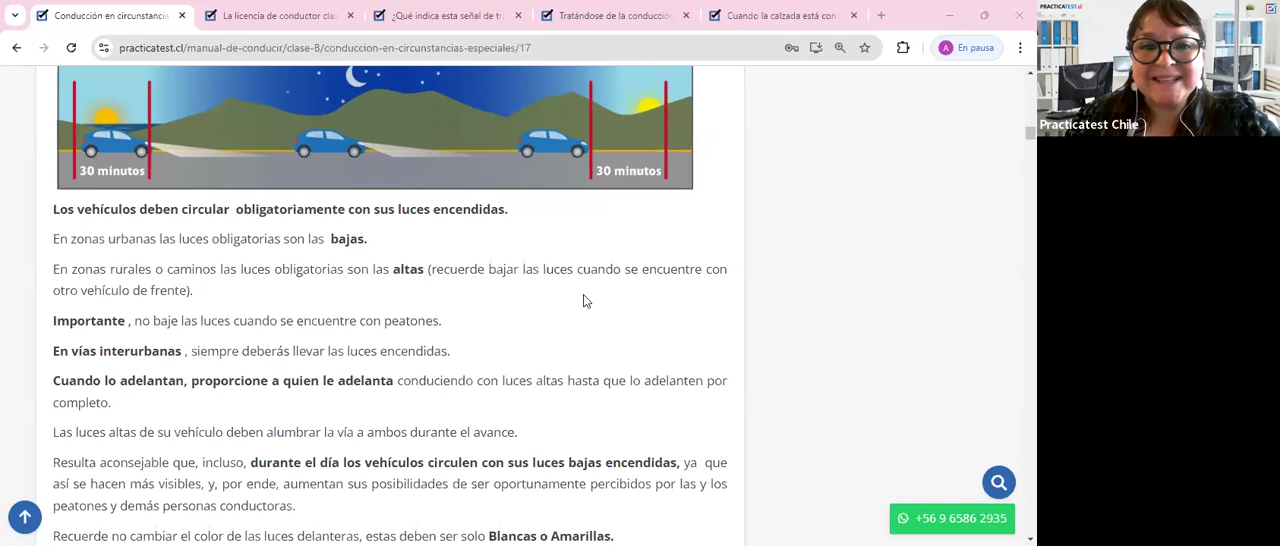 Conducción en circunstancia
La licencia de conductor cla
¿Qué indica esta señal de tr
Tratándose de la conducción
Cuando la calzada está con
practicatest.cl/manual-de-conducir/clase-B/conduccion-en-circunstancias-especiales/17
A En pausa
PRACTICATEST.cl
Practicatest Chile
30 minutos
30 minutos
Los vehículos deben circular obligatoriamente con sus luces encendidas.
En zonas urbanas las luces obligatorias son las bajas.
En zonas rurales o caminos las luces obligatorias son las altas (recuerde bajar las luces cuando se encuentre con
otro vehículo de frente).
Importante , no baje las luces cuando se encuentre con peatones.
En vías interurbanas , siempre deberás llevar las luces encendidas.
Cuando lo adelantan, proporcione a quien le adelanta conduciendo con luces altas hasta que lo adelanten por
completo.
Las luces altas de su vehículo deben alumbrar la vía a ambos durante el avance.
Resulta aconsejable que, incluso, durante el día los vehículos circulen con sus luces bajas encendidas, ya que
así se hacen más visibles, y, por ende, aumentan sus posibilidades de ser oportunamente percibidos por las y los
peatones y demás personas conductoras.
+56 9 6586 2935
Recuerde no cambiar el color de las luces delanteras, estas deben ser solo Blancas o Amarillas.